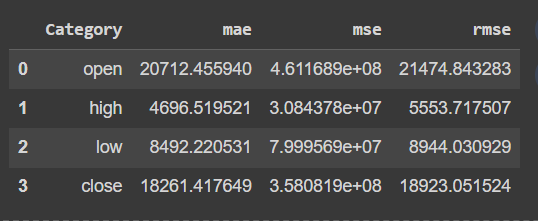 Category mae mse rmse
0 open 20712.455940 4.611689e+08 21474.843283
1 high 4696.519521 3.084378e+07 5553.717507
2 low 8492.220531 7.999569e+07 8944.030929
3 close 18261.417649 3.580819e+08 18923.051524